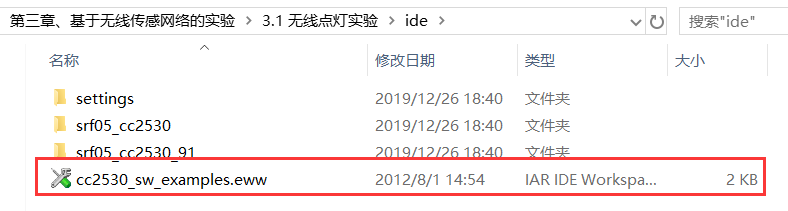 第三章、基于无线传感网络的实验 > 3.1 无线点灯实验 > ide > 搜索"ide"
名称 修改日期 类型 大小
settings 2019/12/26 18:40 文件夹
srf05_cc2530 2019/12/26 18:40 文件夹
srf05_cc2530_91 2019/12/26 18:40 文件夹
cc2530_sw_examples.eww 2012/8/1 14:54 IAR IDE Workspa... 2 KB